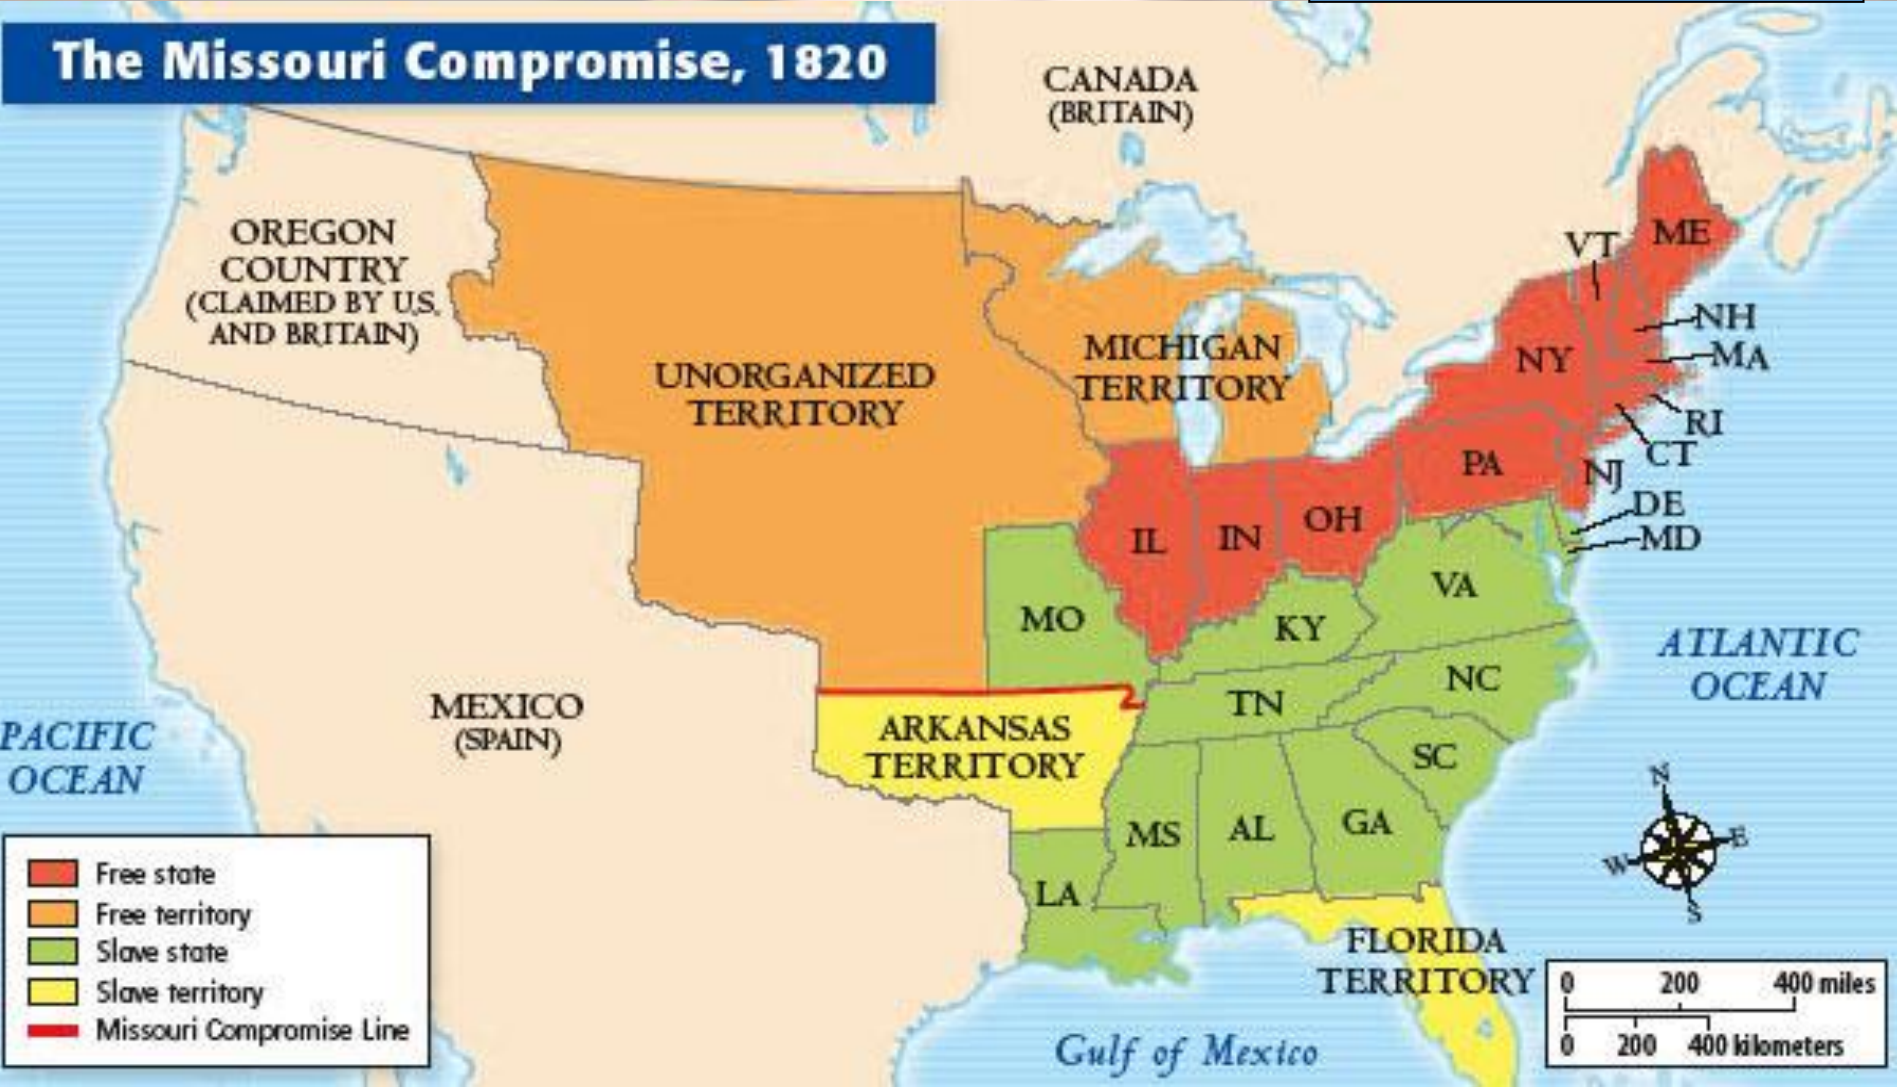 The Missouri Compromise, 1820
CANADA
(BRITAIN)
OREGON
COUNTRY
(CLAIMED BY U.S.
AND BRITAIN)
UNORGANIZED
TERRITORY
MICHIGAN
TERRITORY
VT
ME
NH
MA
NY
RI
CT
PA
NJ
DE
MD
IL
IN
OH
VA
MO
KY
ATLANTIC
OCEAN
NC
TN
MEXICO
(SPAIN)
PACIFIC
OCEAN
ARKANSAS
TERRITORY
SC
MS
AL
GA
LA
FLORIDA
TERRITORY
Gulf of Mexico
N
E
W
S
Free state
Free territory
Slave state
Slave territory
Missouri Compromise Line
0 200 400 miles
0 200 400 kilometers